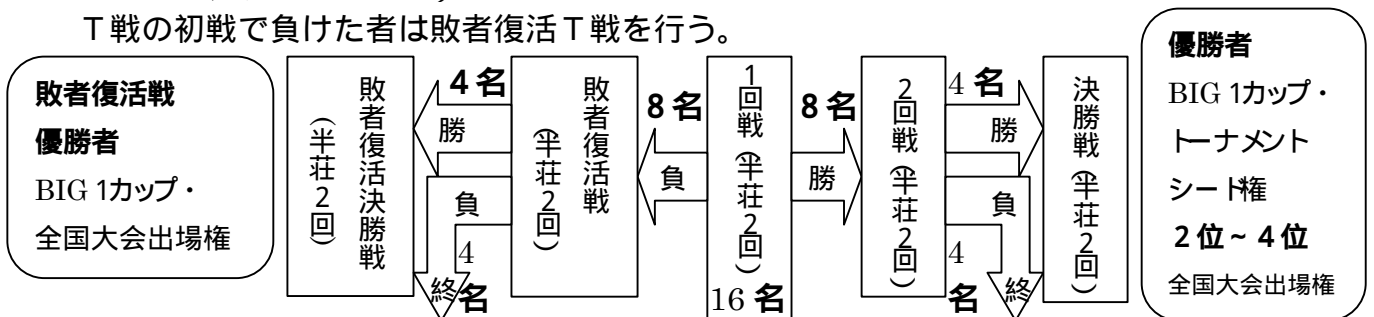 T戦の初戦で負けた者は敗者復活T戦を行う。
敗者復活戦
優勝者
BIG 1カップ・
全国大会出場権
敗者復活決勝戦
(半荘2回)
4名
勝
負
4
名
終
敗者復活戦
(半荘2回)
8名
負
1回戦(半荘2回)
16名
8名
勝
2回戦(半荘2回)
4名
勝
負
4
名
終
決勝戦(半荘2回)
優勝者
BIG 1カップ・
トーナメント
シード権
2位~4位
全国大会出場権